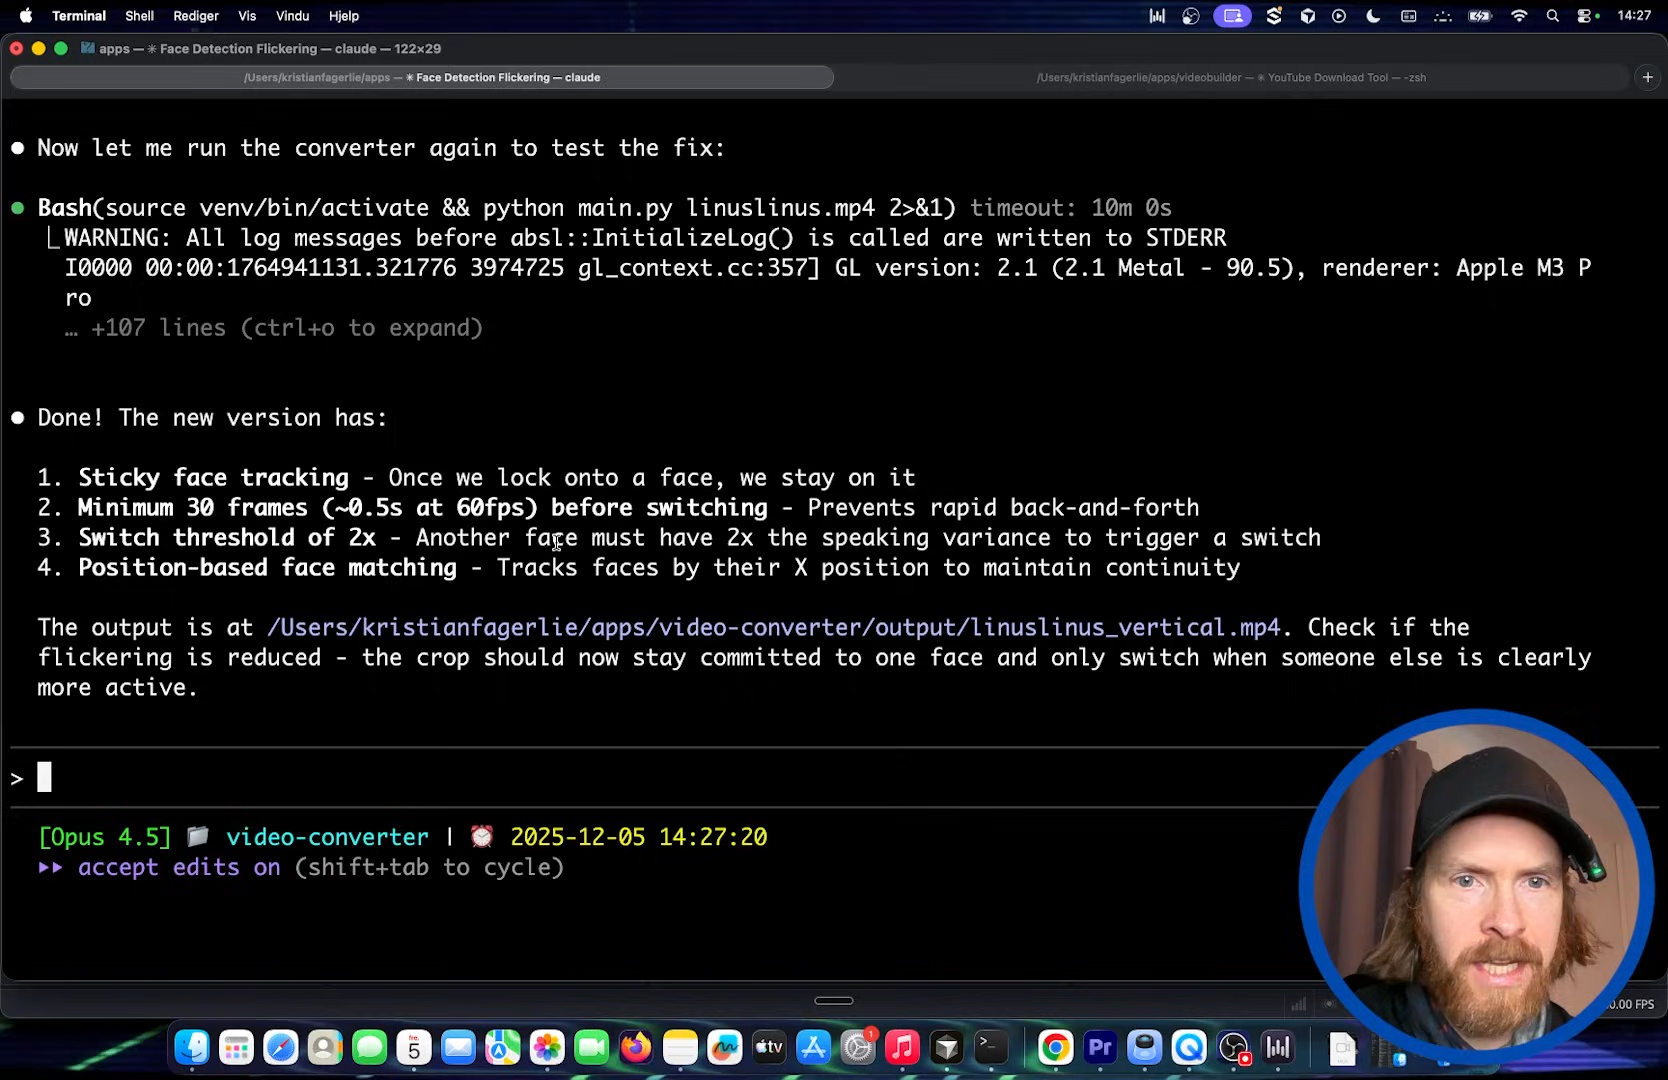 Terminal Shell Rediger Vis Vindu Hjelp 14:27
apps — ✳ Face Detection Flickering — claude — 122×29
/Users/kristianfagerlie/apps — ✳ Face Detection Flickering — claude /Users/kristianfagerlie/apps/videobuilder — ✳ YouTube Download Tool — -zsh +
● Now let me run the converter again to test the fix:
● Bash(source venv/bin/activate && python main.py linuslinus.mp4 2>&1) timeout: 10m 0s
⎿ WARNING: All log messages before absl::InitializeLog() is called are written to STDERR
I0000 00:00:1764941131.321776 3974725 gl_context.cc:357] GL version: 2.1 (2.1 Metal - 90.5), renderer: Apple M3 P
ro
… +107 lines (ctrl+o to expand)
● Done! The new version has:
1. Sticky face tracking - Once we lock onto a face, we stay on it
2. Minimum 30 frames (~0.5s at 60fps) before switching - Prevents rapid back-and-forth
3. Switch threshold of 2x - Another face must have 2x the speaking variance to trigger a switch
4. Position-based face matching - Tracks faces by their X position to maintain continuity
The output is at /Users/kristianfagerlie/apps/video-converter/output/linuslinus_vertical.mp4. Check if the
flickering is reduced - the crop should now stay committed to one face and only switch when someone else is clearly
more active.
>
[Opus 4.5] 📁 video-converter | ⏰ 2025-12-05 14:27:20
⏵⏵ accept edits on (shift+tab to cycle)
.00 FPS
fre.
5
tv
1
>_
Pr